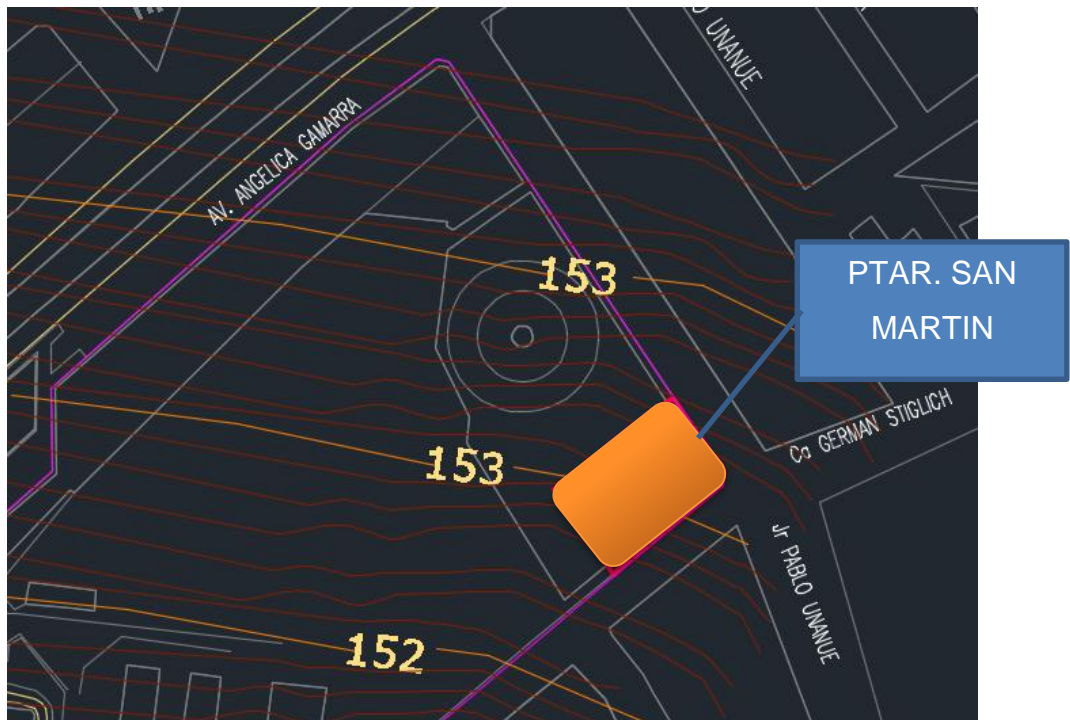 O UNANUE
AV. ANGELICA GAMARRA
153
PTAR. SAN
MARTIN
Ca GERMAN STIGLICH
153
Jr PABLO UNANUE
152